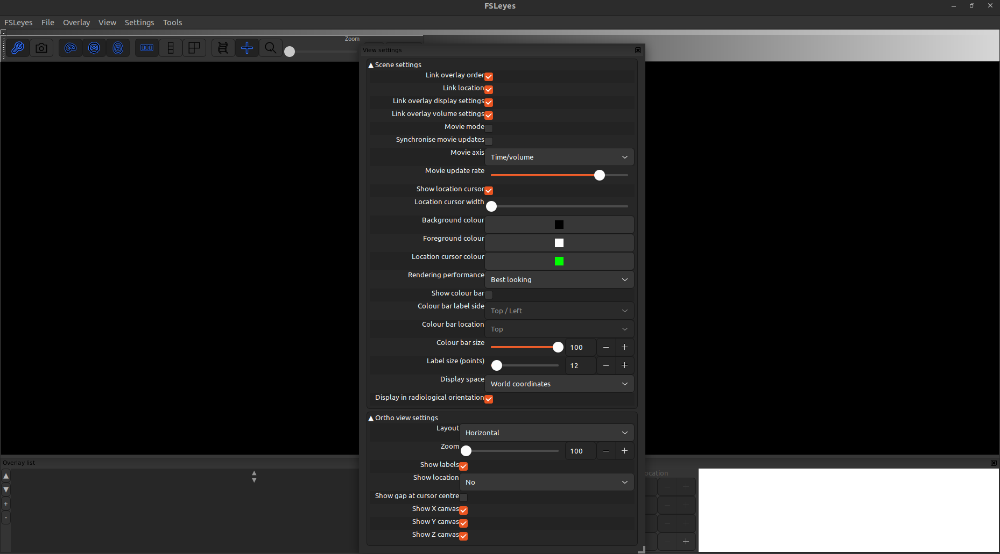 FSLeyes
FSLeyes File Overlay View Settings Tools
Zoom
View settings
Scene settings
Link overlay order
Link location
Link overlay display settings
Link overlay volume settings
Movie mode
Synchronise movie updates
Movie axis Time/volume
Movie update rate
Show location cursor
Location cursor width
Background colour
Foreground colour
Location cursor colour
Rendering performance Best looking
Show colour bar
Colour bar label side Top / Left
Colour bar location Top
Colour bar size 100 − +
Label size (points) 12 − +
Display space World coordinates
Display in radiological orientation
Ortho view settings
Layout Horizontal
Zoom 100 − +
Show labels
Show location No
Show gap at cursor centre
Show X canvas
Show Y canvas
Show Z canvas
Overlay list
+
-
ocation
− +
− +
− +
− +